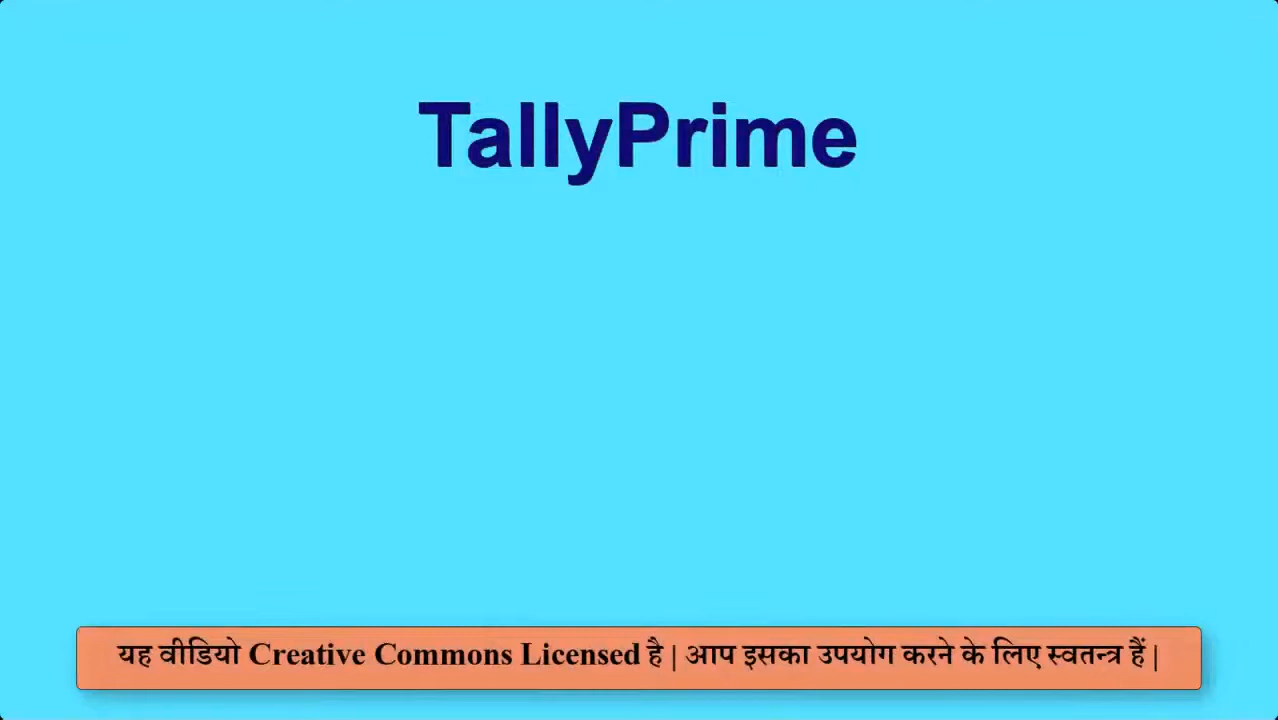 TallyPrime
यह वीडियो Creative Commons Licensed है | आप इसका उपयोग करने के लिए स्वतन्त्र हैं |